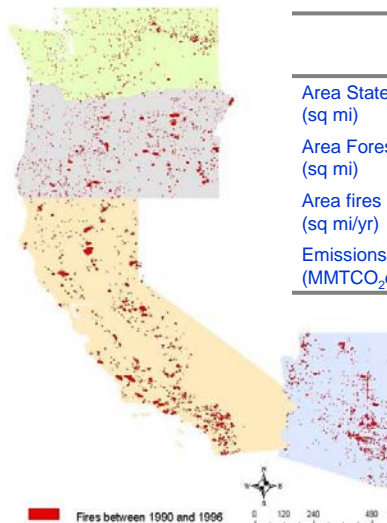 Area State
(sq mi)
Area Fores
(sq mi)
Area fires
(sq mi/yr)
Emissions
(MMTCO₂e
N
W E
S
Fires between 1990 and 1996
0 120 240 480